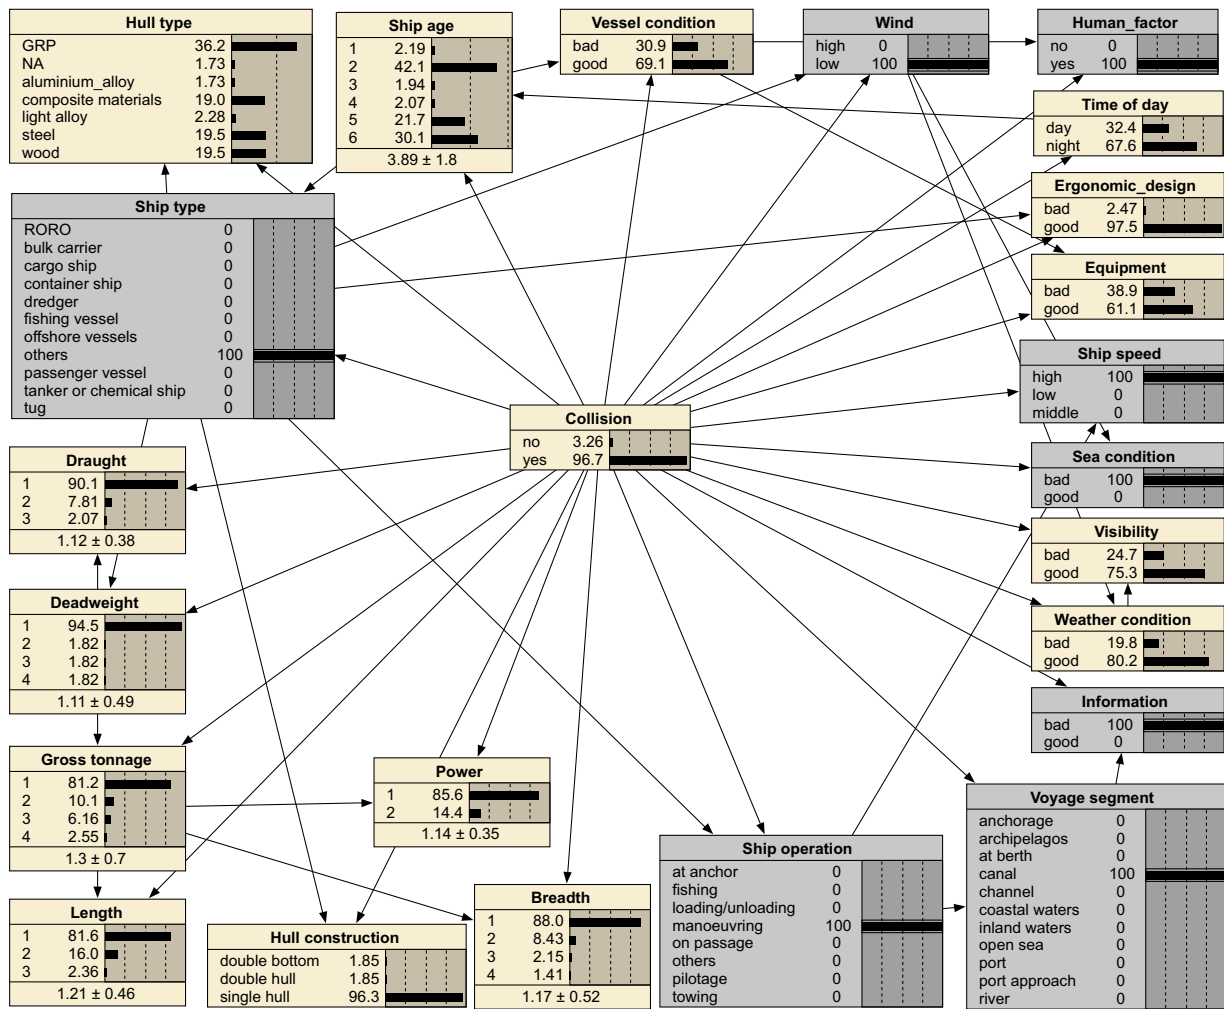 Hull type
GRP 36.2
NA 1.73
aluminium_alloy 1.73
composite materials 19.0
light alloy 2.28
steel 19.5
wood 19.5
Ship age
1 2.19
2 42.1
3 1.94
4 2.07
5 21.7
6 30.1
3.89 ± 1.8
Vessel condition
bad 30.9
good 69.1
Wind
high 0
low 100
Human_factor
no 0
yes 100
Time of day
day 32.4
night 67.6
Ergonomic_design
bad 2.47
good 97.5
Equipment
bad 38.9
good 61.1
Ship type
RORO 0
bulk carrier 0
cargo ship 0
container ship 0
dredger 0
fishing vessel 0
offshore vessels 0
others 100
passenger vessel 0
tanker or chemical ship 0
tug 0
Ship speed
high 100
low 0
middle 0
Collision
no 3.26
yes 96.7
Sea condition
bad 100
good 0
Draught
1 90.1
2 7.81
3 2.07
1.12 ± 0.38
Visibility
bad 24.7
good 75.3
Deadweight
1 94.5
2 1.82
3 1.82
4 1.82
1.11 ± 0.49
Weather condition
bad 19.8
good 80.2
Information
bad 100
good 0
Gross tonnage
1 81.2
2 10.1
3 6.16
4 2.55
1.3 ± 0.7
Power
1 85.6
2 14.4
1.14 ± 0.35
Voyage segment
anchorage 0
archipelagos 0
at berth 0
canal 100
channel 0
coastal waters 0
inland waters 0
open sea 0
port 0
port approach 0
river 0
Ship operation
at anchor 0
fishing 0
loading/unloading 0
manoeuvring 100
on passage 0
others 0
pilotage 0
towing 0
Length
1 81.6
2 16.0
3 2.36
1.21 ± 0.46
Hull construction
double bottom 1.85
double hull 1.85
single hull 96.3
Breadth
1 88.0
2 8.43
3 2.15
4 1.41
1.17 ± 0.52